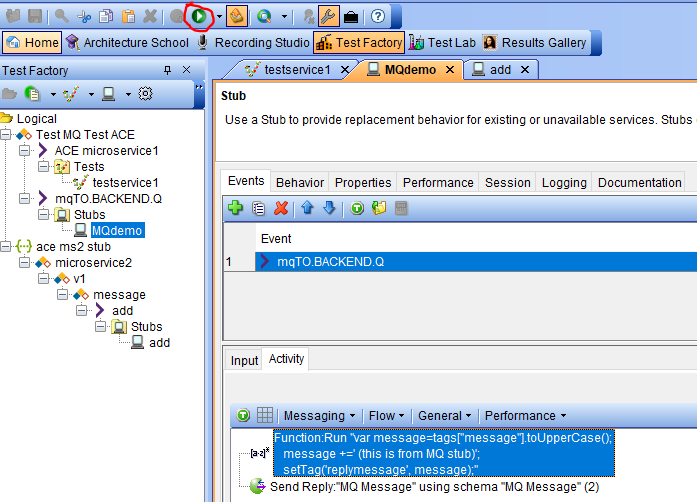 Home Architecture School Recording Studio Test Factory Test Lab Results Gallery
Test Factory
testservice1 MQdemo add
Logical
Test MQ Test ACE
ACE microservice1
Tests
testservice1
mqTO.BACKEND.Q
Stubs
MQdemo
ace ms2 stub
microservice2
v1
message
add
Stubs
add
Stub
Use a Stub to provide replacement behavior for existing or unavailable services. Stubs
Events Behavior Properties Performance Session Logging Documentation
Event
1 mqTO.BACKEND.Q
Input Activity
Messaging Flow General Performance
[a-z]ˣ Function:Run "var message=tags["message"].toUpperCase();
message +=' (this is from MQ stub)';
setTag('replymessage', message);"
Send Reply:"MQ Message" using schema "MQ Message" (2)